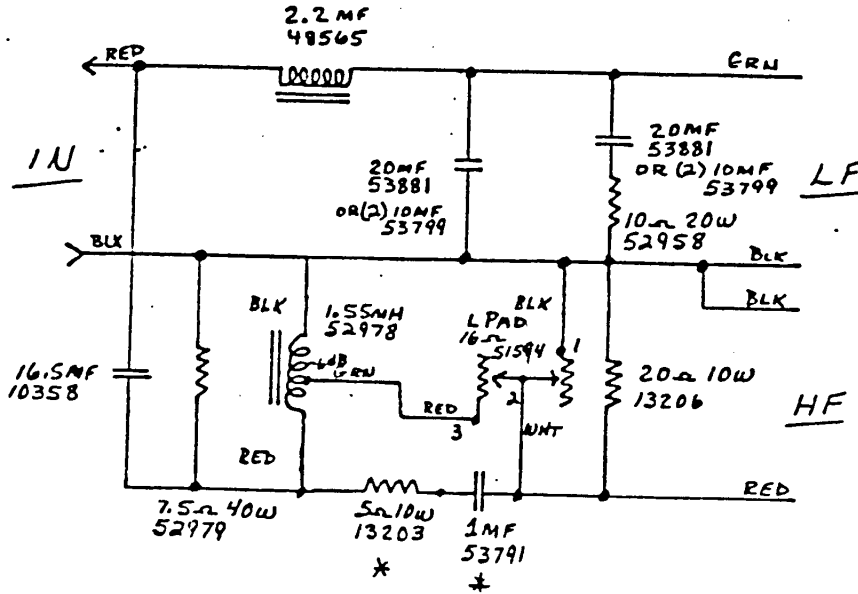 2.2 MF
48565
RED
GRN
IN
20MF
53881
OR(2) 10MF
53799
20MF
53881
OR (2) 10MF
53799
LF
10Ω 20W
52958
BLK
BLK
BLK
BLK
1.55MH
52978
6dB
GRN
BLK
L PAD
16Ω
51594
1
2
RED
3
WHT
16.5MF
10358
20Ω 10W
13206
HF
RED
RED
7.5Ω 40W
52979
5Ω 10W
13203
*
1MF
53791
*